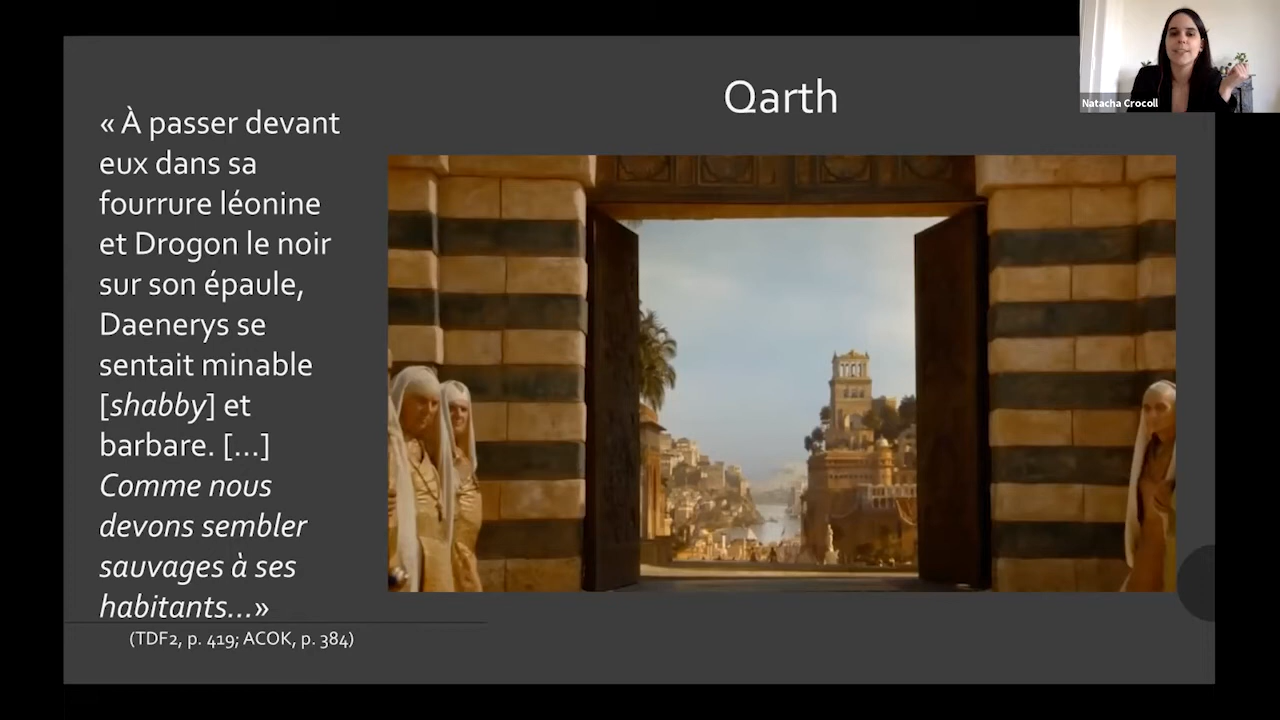 Qarth
Natacha Crocoll
« À passer devant
eux dans sa
fourrure léonine
et Drogon le noir
sur son épaule,
Daenerys se
sentait minable
[shabby] et
barbare. […]
Comme nous
devons sembler
sauvages à ses
habitants…»
(TDF2, p. 419; ACOK, p. 384)